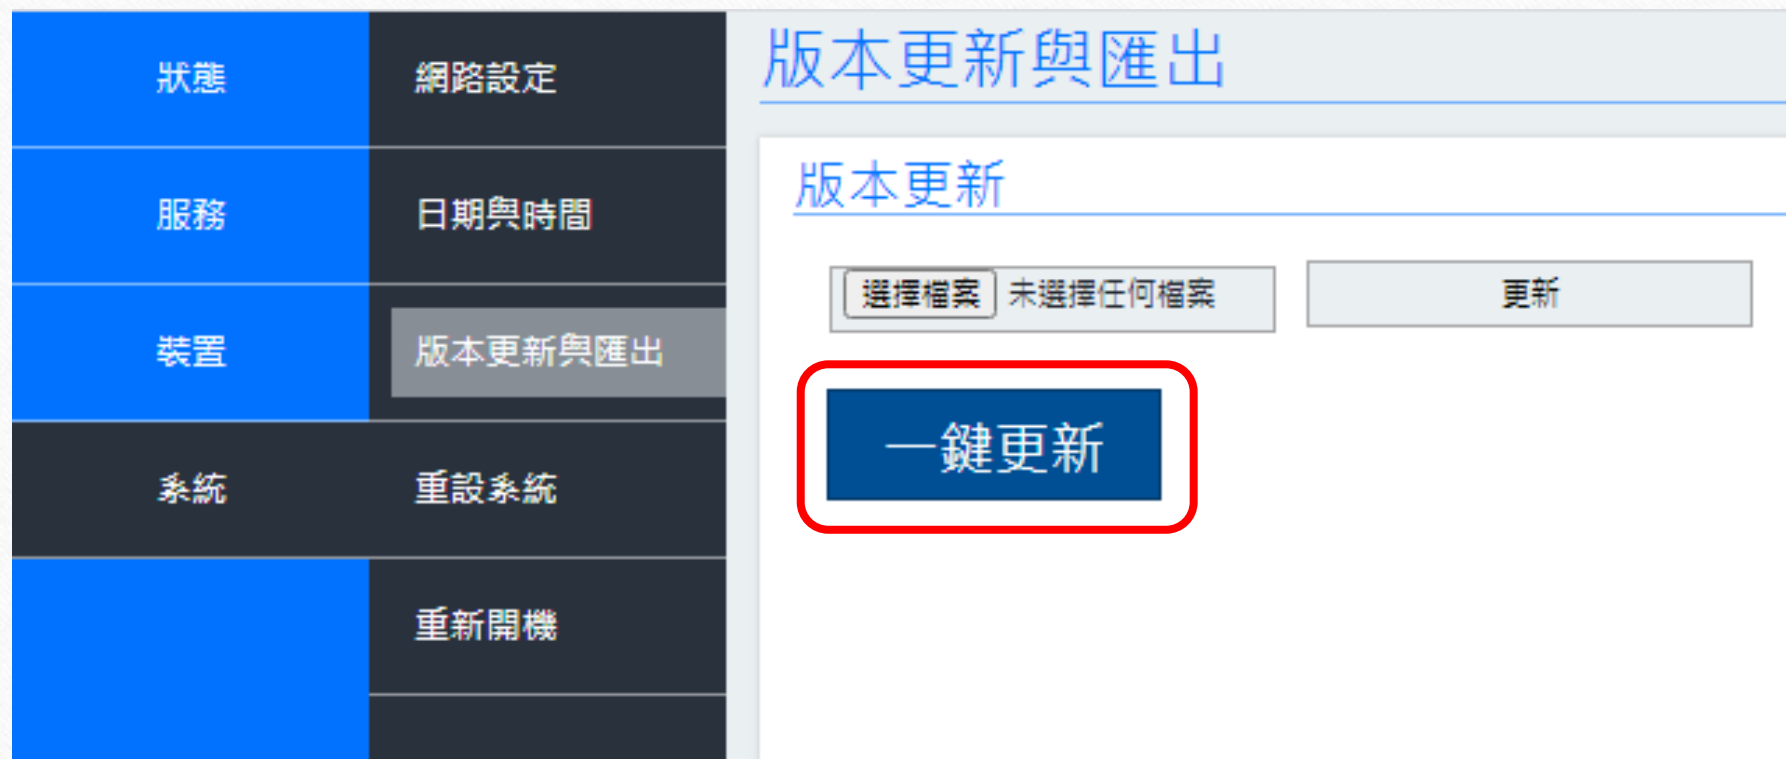 狀態
服務
裝置
系統
網路設定
日期與時間
版本更新與匯出
重設系統
重新開機
版本更新與匯出
版本更新
選擇檔案 未選擇任何檔案 更新
一鍵更新